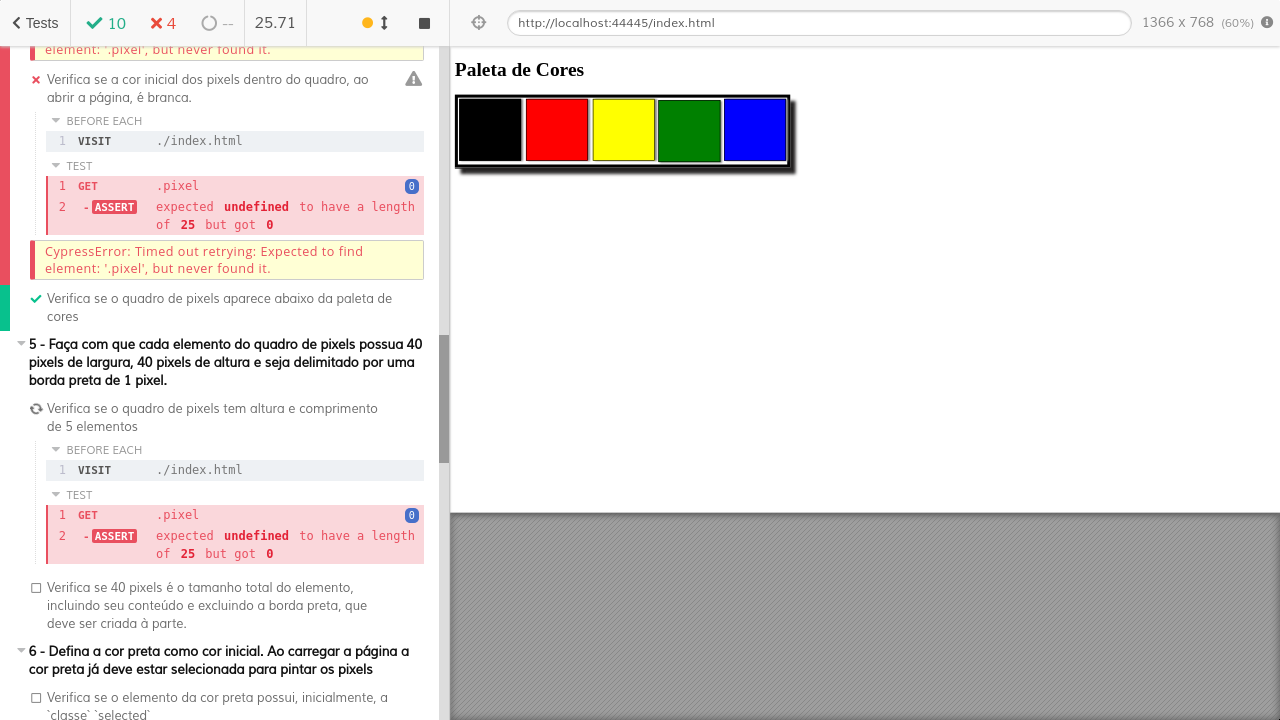 Tests
10
4
--
25.71
http://localhost:44445/index.html
1366 x 768 (60%)
element: '.pixel', but never found it.
Verifica se a cor inicial dos pixels dentro do quadro, ao
abrir a página, é branca.
BEFORE EACH
1 VISIT ./index.html
TEST
1 GET .pixel 0
2 -ASSERT expected undefined to have a length
of 25 but got 0
CypressError: Timed out retrying: Expected to find
element: '.pixel', but never found it.
Verifica se o quadro de pixels aparece abaixo da paleta de
cores
5 - Faça com que cada elemento do quadro de pixels possua 40
pixels de largura, 40 pixels de altura e seja delimitado por uma
borda preta de 1 pixel.
Verifica se o quadro de pixels tem altura e comprimento
de 5 elementos
BEFORE EACH
1 VISIT ./index.html
TEST
1 GET .pixel 0
2 -ASSERT expected undefined to have a length
of 25 but got 0
Verifica se 40 pixels é o tamanho total do elemento,
incluindo seu conteúdo e excluindo a borda preta, que
deve ser criada à parte.
6 - Defina a cor preta como cor inicial. Ao carregar a página a
cor preta já deve estar selecionada para pintar os pixels
Verifica se o elemento da cor preta possui, inicialmente, a
`classe` `selected`
Paleta de Cores